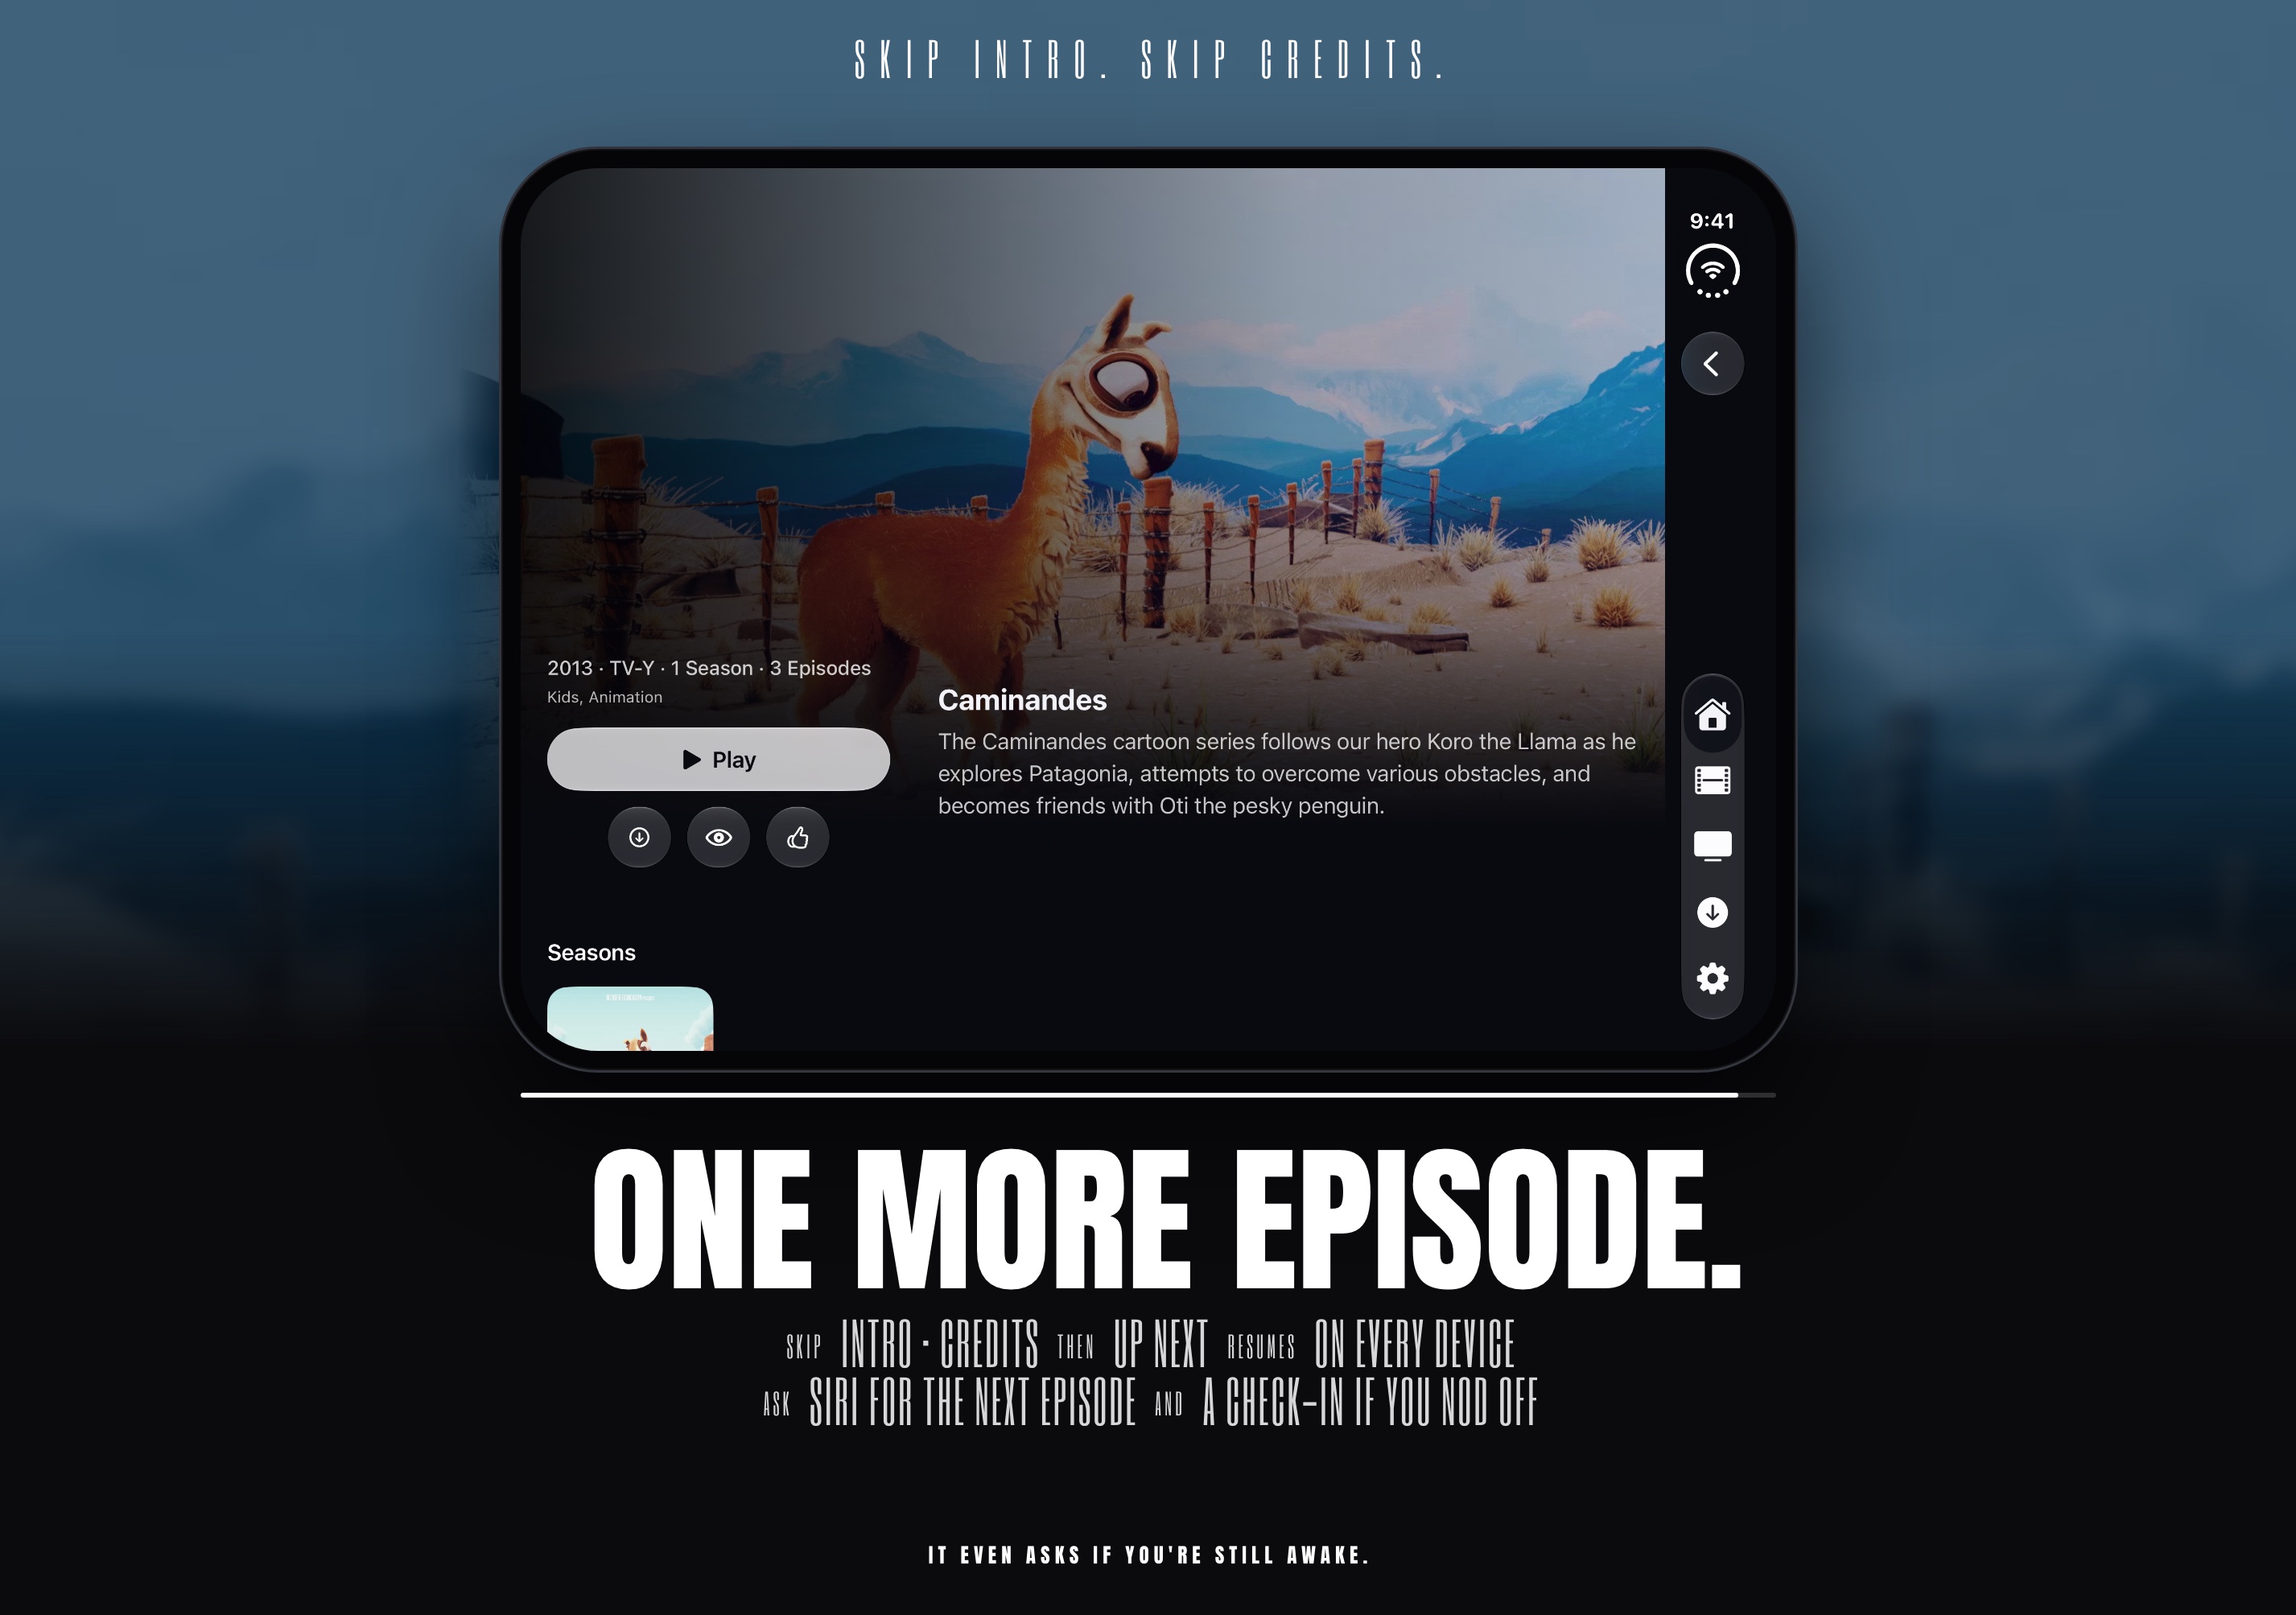 SKIP INTRO. SKIP CREDITS.
9:41
2013 · TV-Y · 1 Season · 3 Episodes
Kids, Animation
Play
Caminandes
The Caminandes cartoon series follows our hero Koro the Llama as he
explores Patagonia, attempts to overcome various obstacles, and
becomes friends with Oti the pesky penguin.
Seasons
ONE MORE EPISODE.
SKIP INTRO · CREDITS THEN UP NEXT RESUMES ON EVERY DEVICE
ASK SIRI FOR THE NEXT EPISODE AND A CHECK-IN IF YOU NOD OFF
IT EVEN ASKS IF YOU'RE STILL AWAKE.